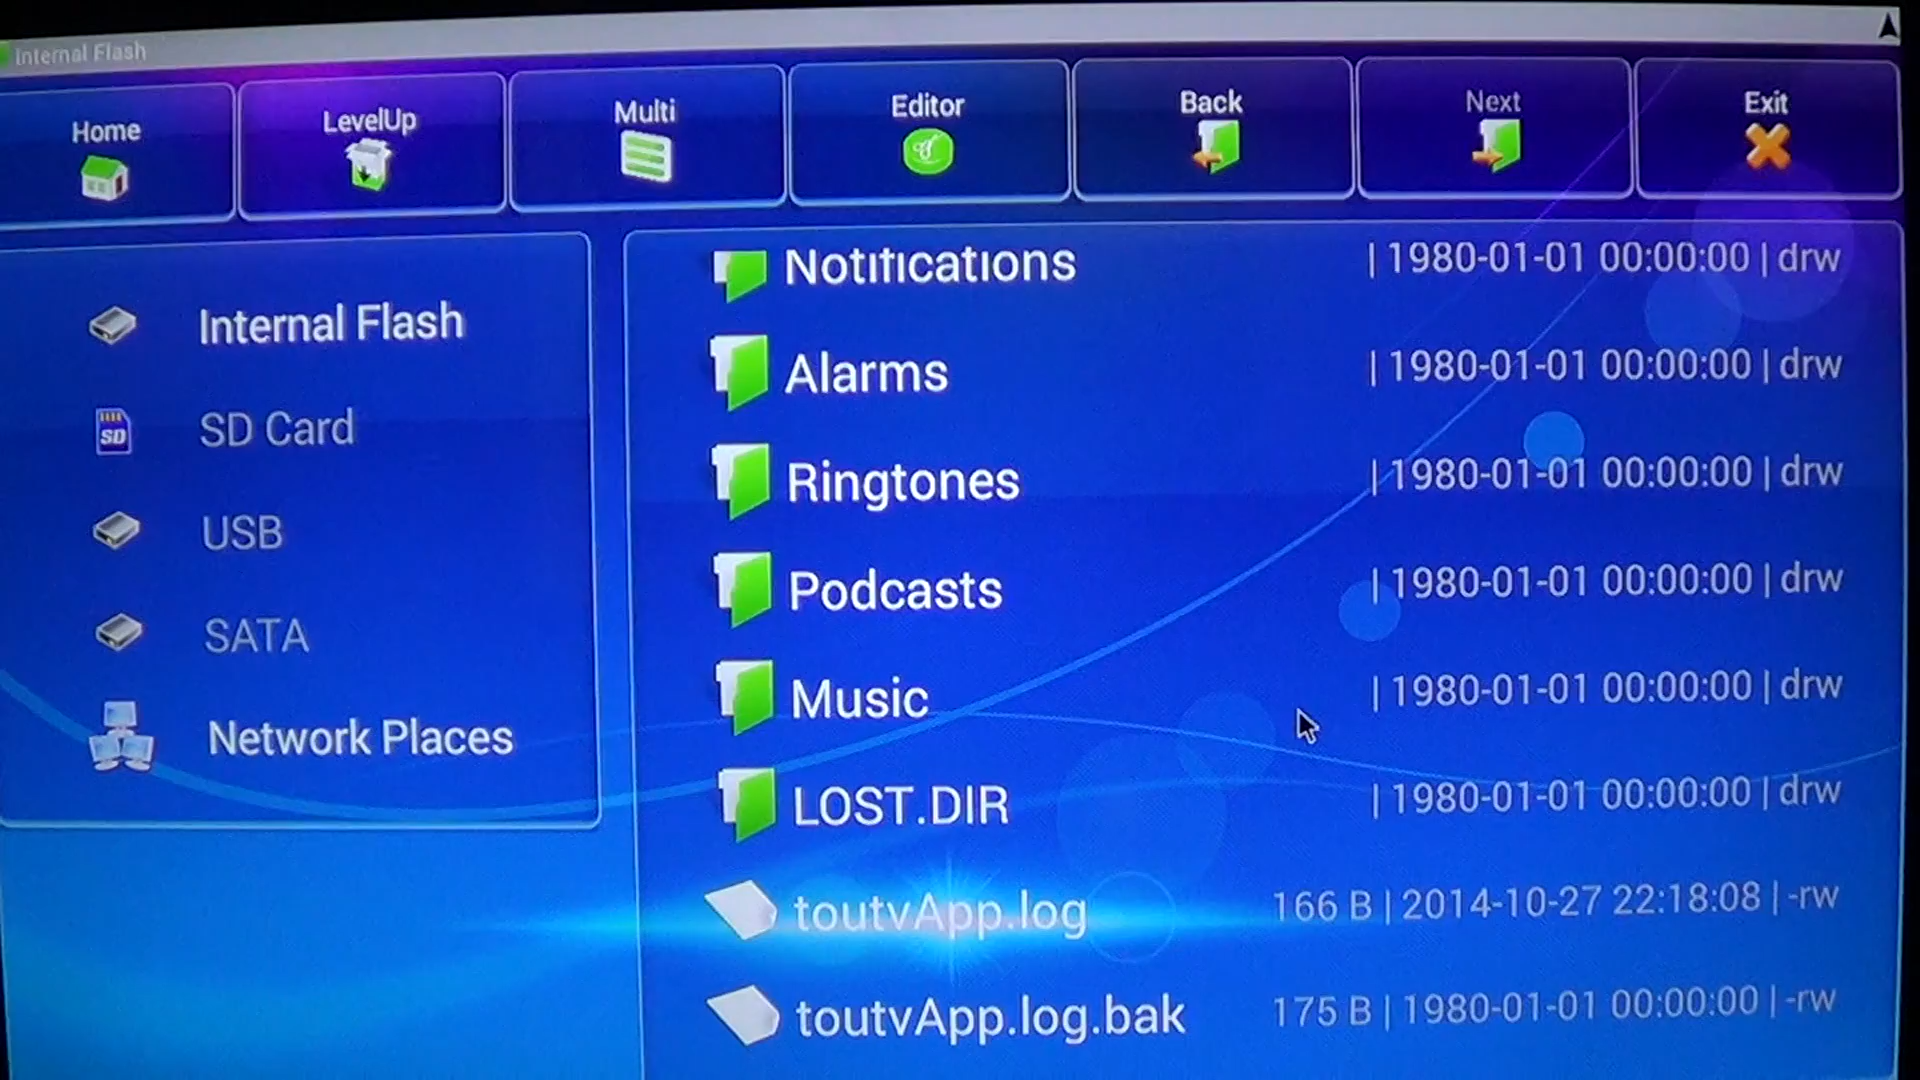 Internal Flash
Home
LevelUp
Multi
Editor
Back
Next
Exit
Internal Flash
SD Card
USB
SATA
Network Places
Notifications | 1980-01-01 00:00:00 | drw
Alarms | 1980-01-01 00:00:00 | drw
Ringtones | 1980-01-01 00:00:00 | drw
Podcasts | 1980-01-01 00:00:00 | drw
Music | 1980-01-01 00:00:00 | drw
LOST.DIR | 1980-01-01 00:00:00 | drw
toutvApp.log 166 B | 2014-10-27 22:18:08 | -rw
toutvApp.log.bak 175 B | 1980-01-01 00:00:00 | -rw
SD